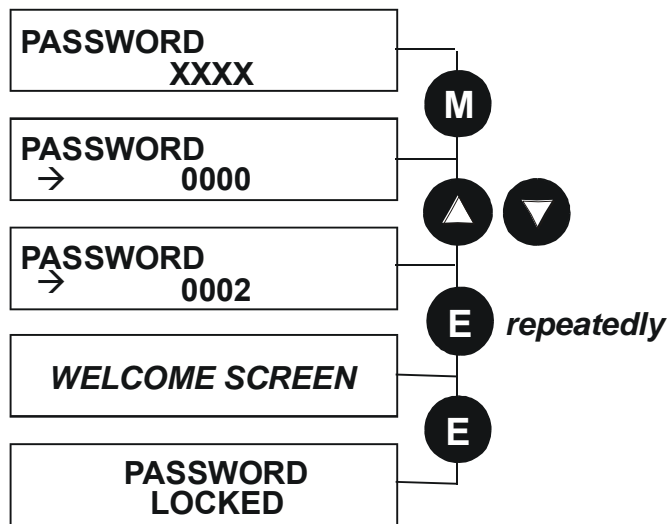 PASSWORD
XXXX
M
PASSWORD
→ 0000
PASSWORD
→ 0002
E repeatedly
WELCOME SCREEN
E
PASSWORD
LOCKED